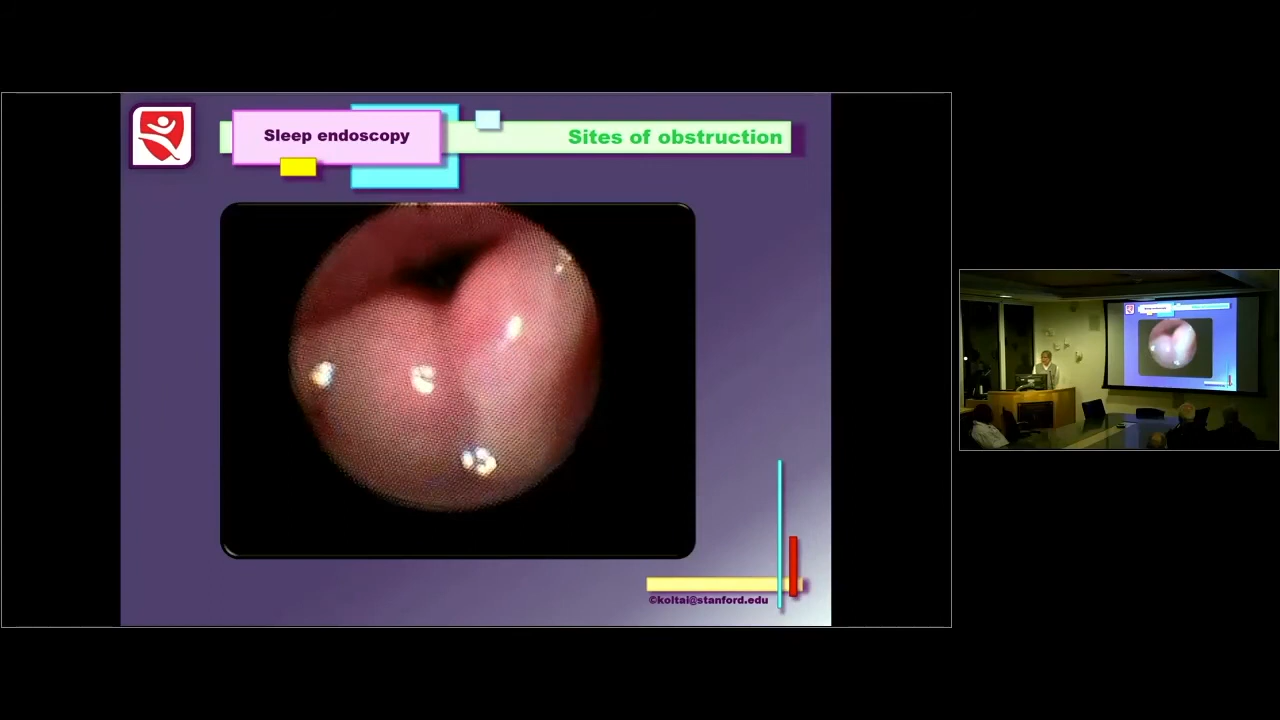 Sleep endoscopy
Sites of obstruction
©koltai@stanford.edu